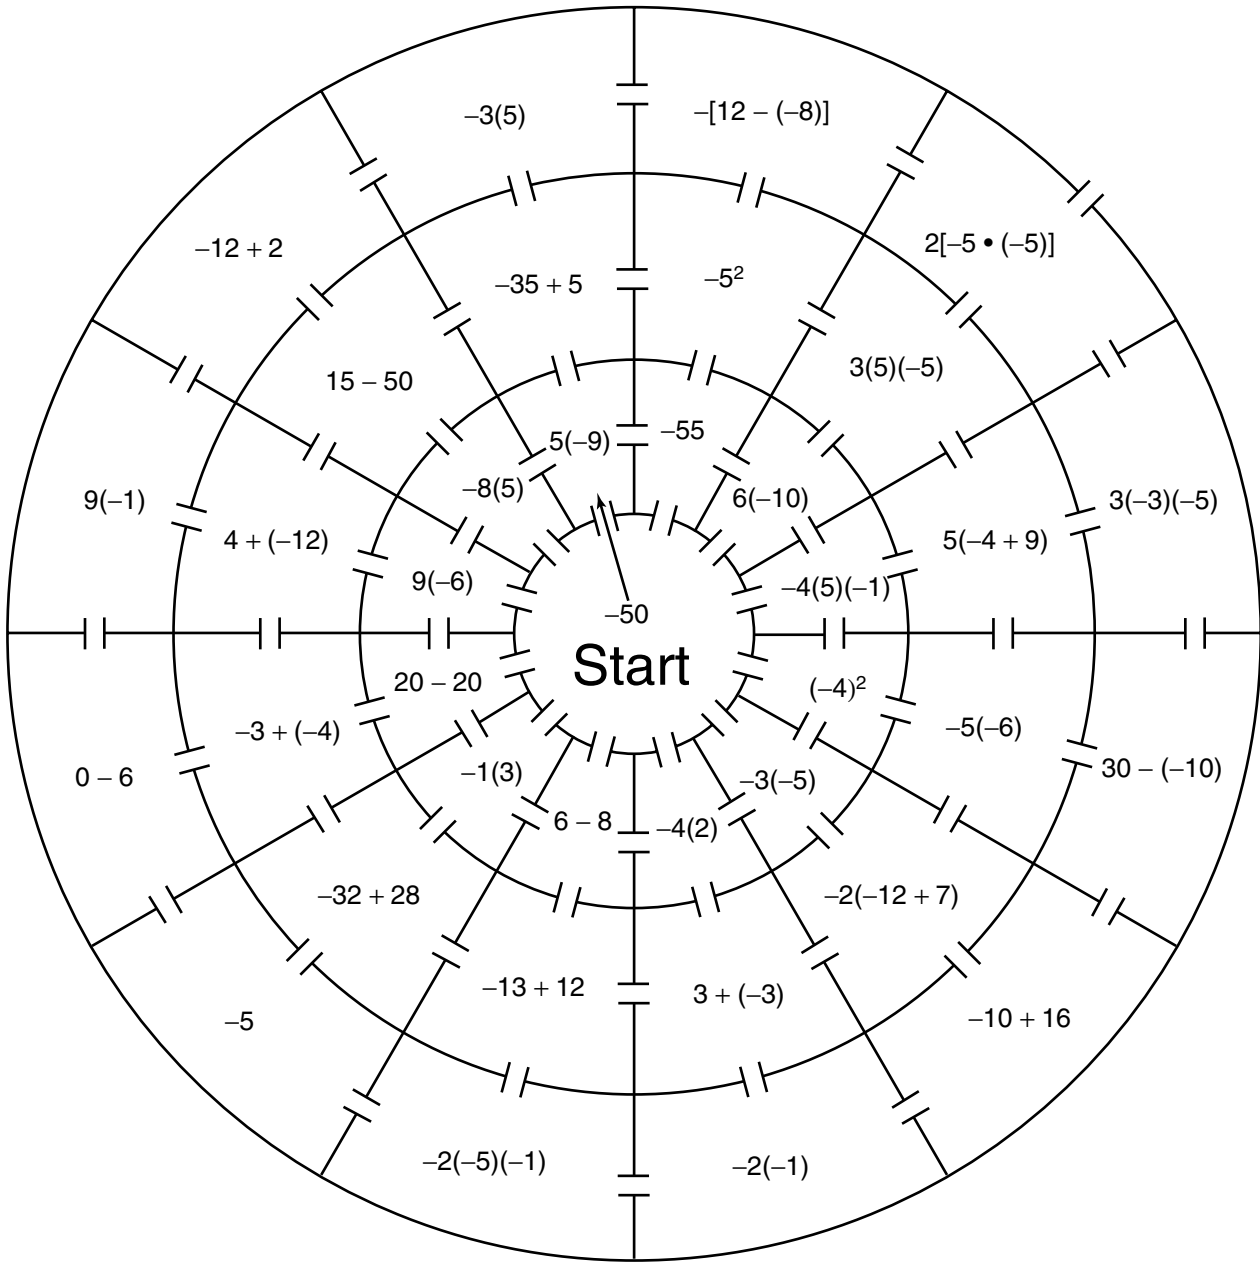 −3(5)
−[12 − (−8)]
−12 + 2
2[−5 • (−5)]
−35 + 5
−5²
15 − 50
3(5)(−5)
5(−9)
−55
−8(5)
6(−10)
9(−1)
3(−3)(−5)
4 + (−12)
5(−4 + 9)
9(−6)
−4(5)(−1)
−50
Start
20 − 20
(−4)²
−3 + (−4)
−5(−6)
0 − 6
30 − (−10)
−1(3)
−3(−5)
6 − 8
−4(2)
−32 + 28
−2(−12 + 7)
−13 + 12
3 + (−3)
−5
−10 + 16
−2(−5)(−1)
−2(−1)